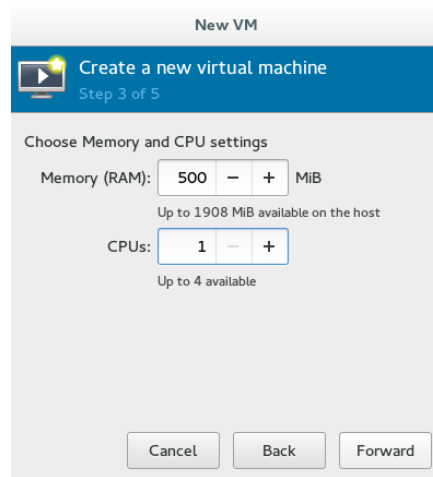 New VM
Create a new virtual machine
Step 3 of 5
Choose Memory and CPU settings
Memory (RAM): 500 − + MiB
Up to 1908 MiB available on the host
CPUs: 1 − +
Up to 4 available
Cancel Back Forward